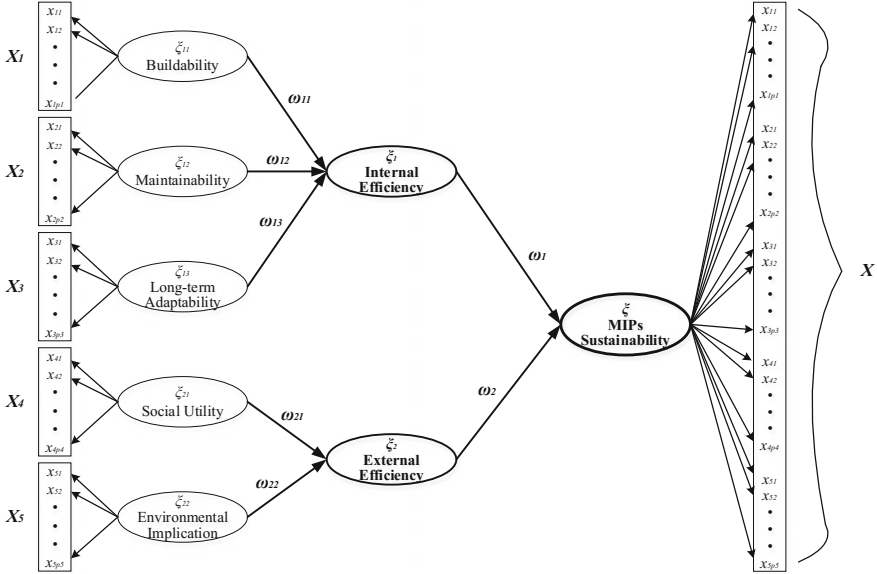 X1
x11
x12
x1p1
ξ11
Buildability
X2
x21
x22
x2p2
ξ12
Maintainability
X3
x31
x32
x3p3
ξ13
Long-term
Adaptability
X4
x41
x42
x4p4
ξ21
Social Utility
X5
x51
x52
x5p5
ξ22
Environmental
Implication
ω11
ω12
ω13
ω21
ω22
ξ1
Internal
Efficiency
ξ2
External
Efficiency
ω1
ω2
ξ
MIPs
Sustainability
x11
x12
x1p1
x21
x22
x2p2
x31
x32
x3p3
x41
x42
x4p4
x51
x52
x5p5
X